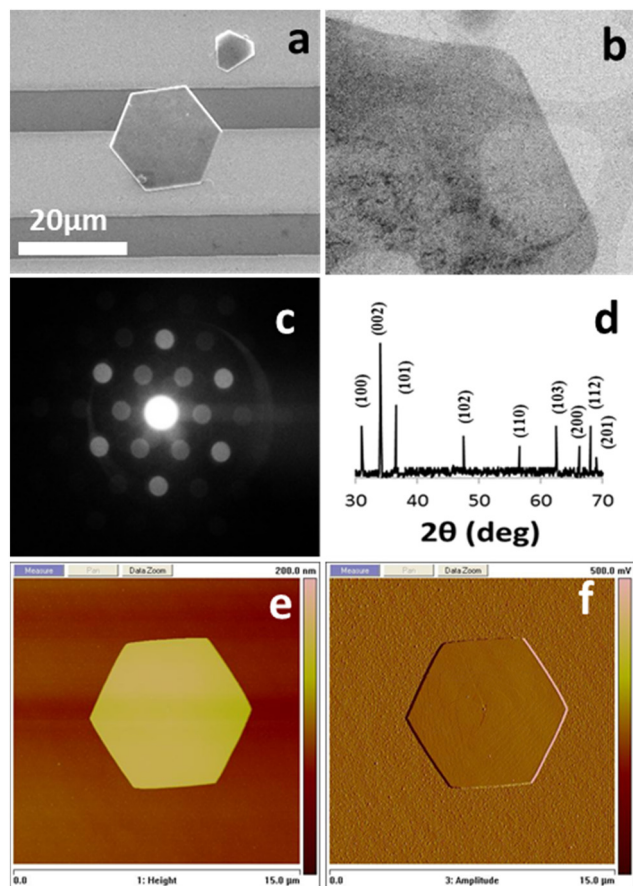 a
20µm
b
c
d
(100)
(002)
(101)
(102)
(110)
(103)
(200)
(112)
(201)
30 40 50 60 70
2θ (deg)
Measure Pan Data Zoom 200.0 nm
e
0.0 1: Height 15.0 µm
Measure Pan Data Zoom 500.0 mV
f
0.0 3: Amplitude 15.0 µm